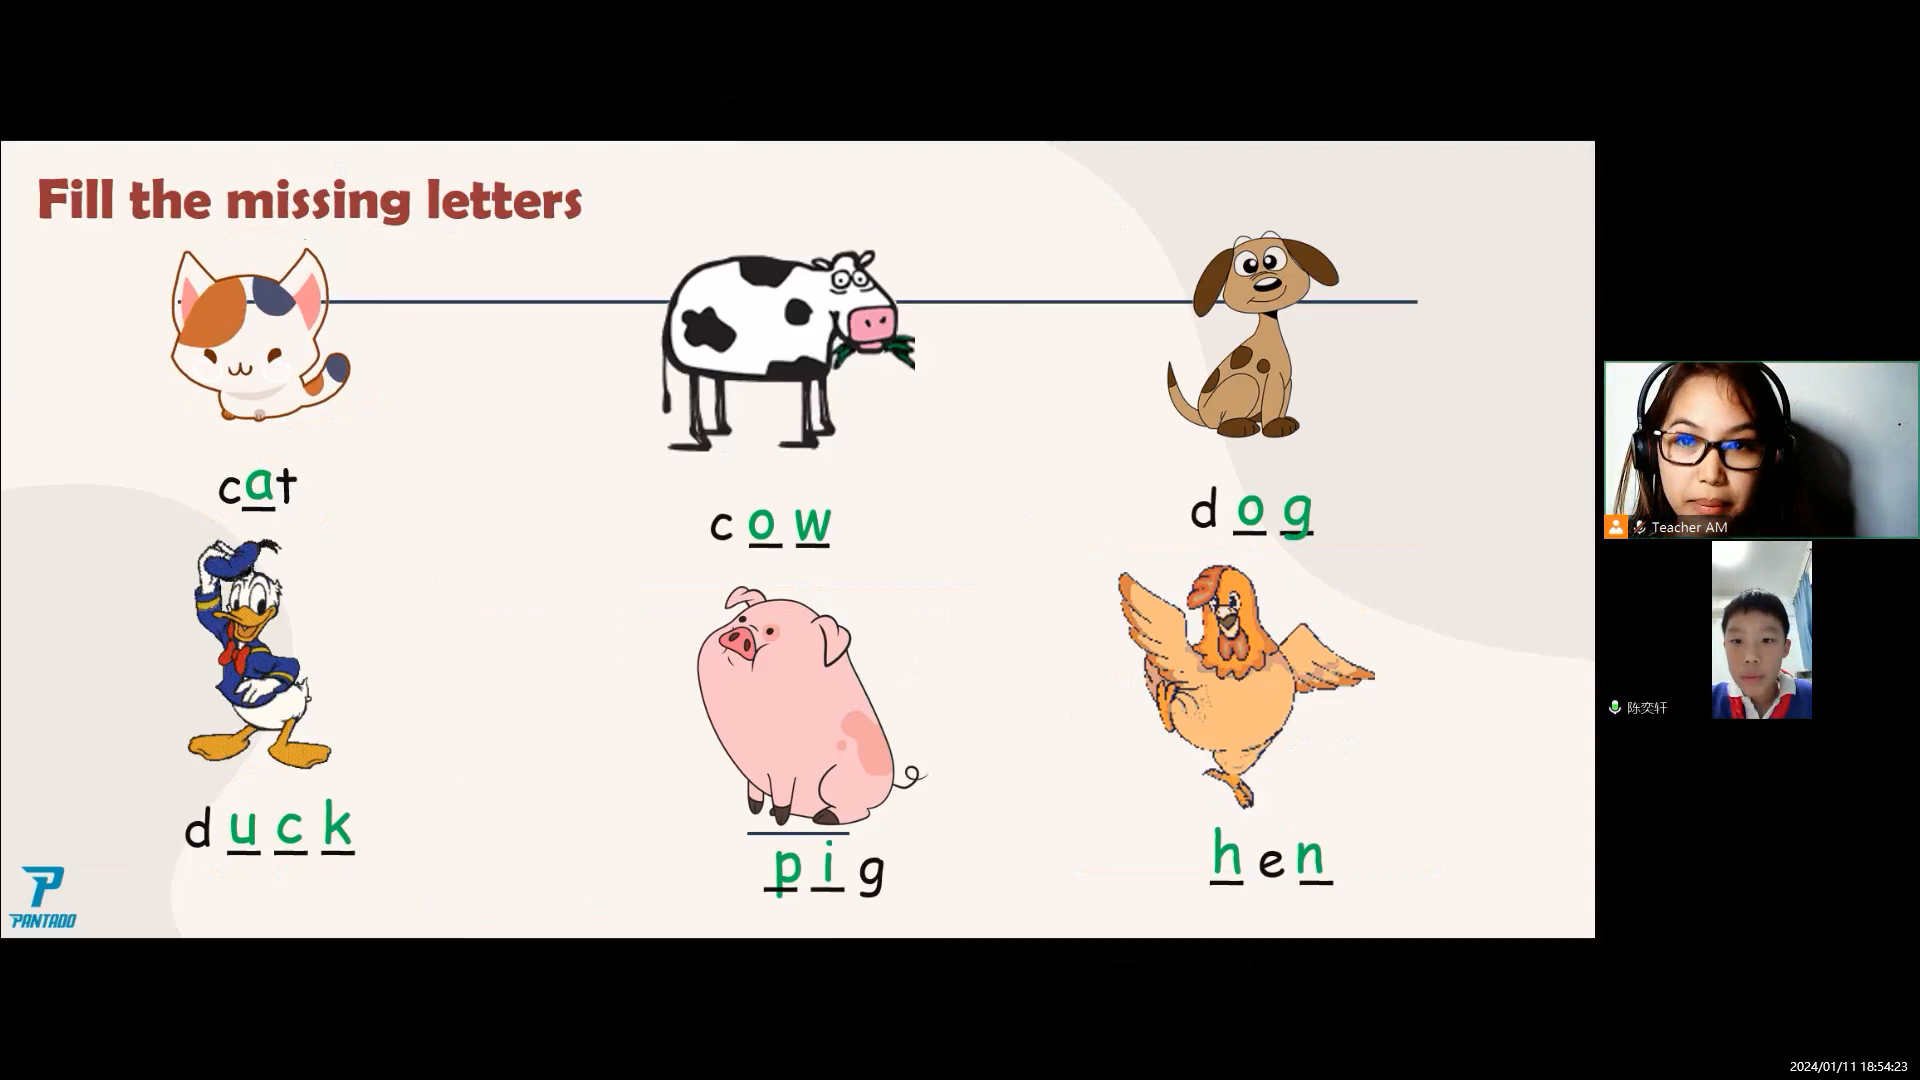 Fill the missing letters
cat
cow
dog
duck
pig
hen
PANTADO
Teacher AM
陈奕轩
2024/01/11 18:54:23